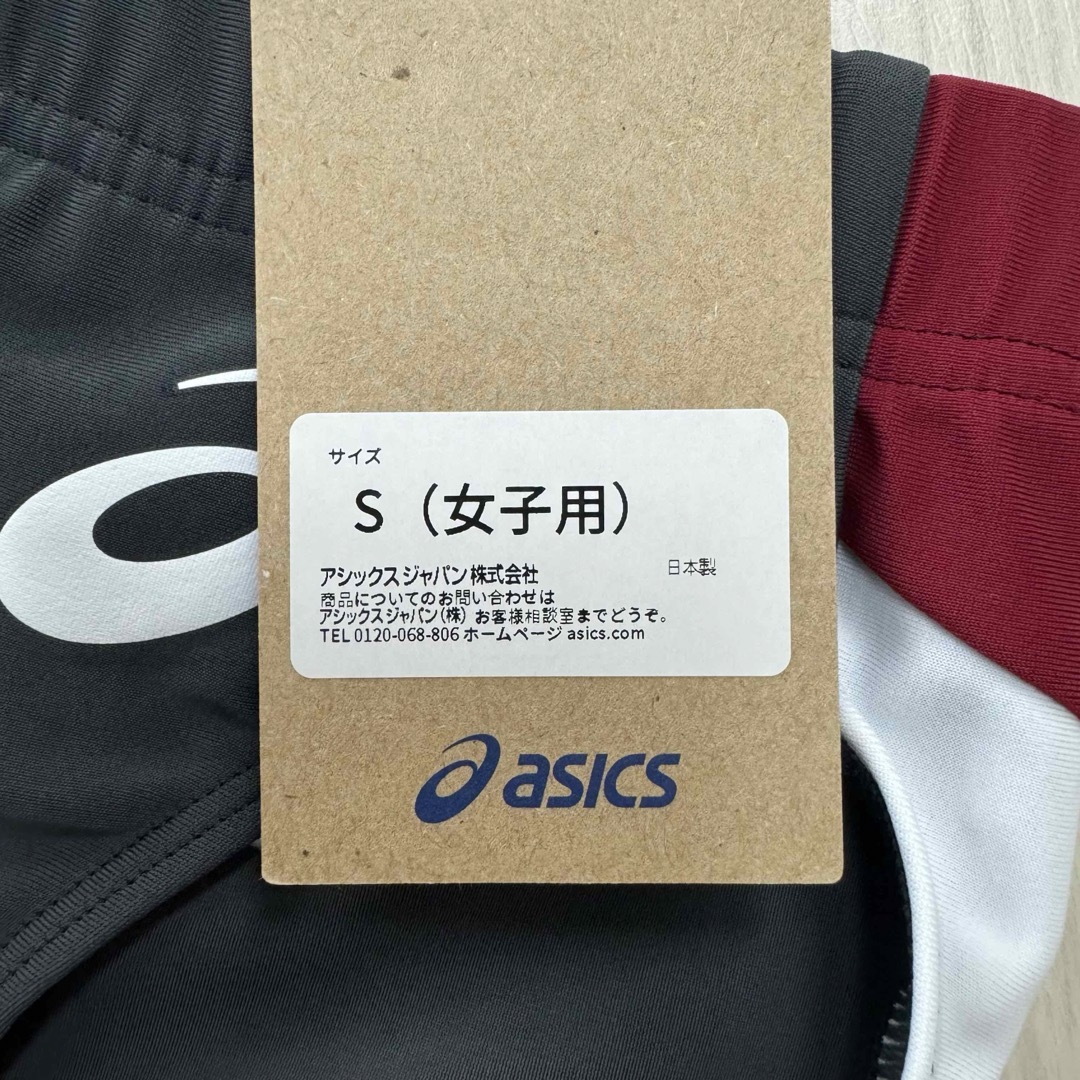 サイズ
S（女子用）
アシックスジャパン株式会社
日本製
商品についてのお問い合わせは
アシックスジャパン(株) お客様相談室までどうぞ。
TEL 0120-068-806 ホームページ asics.com
asics